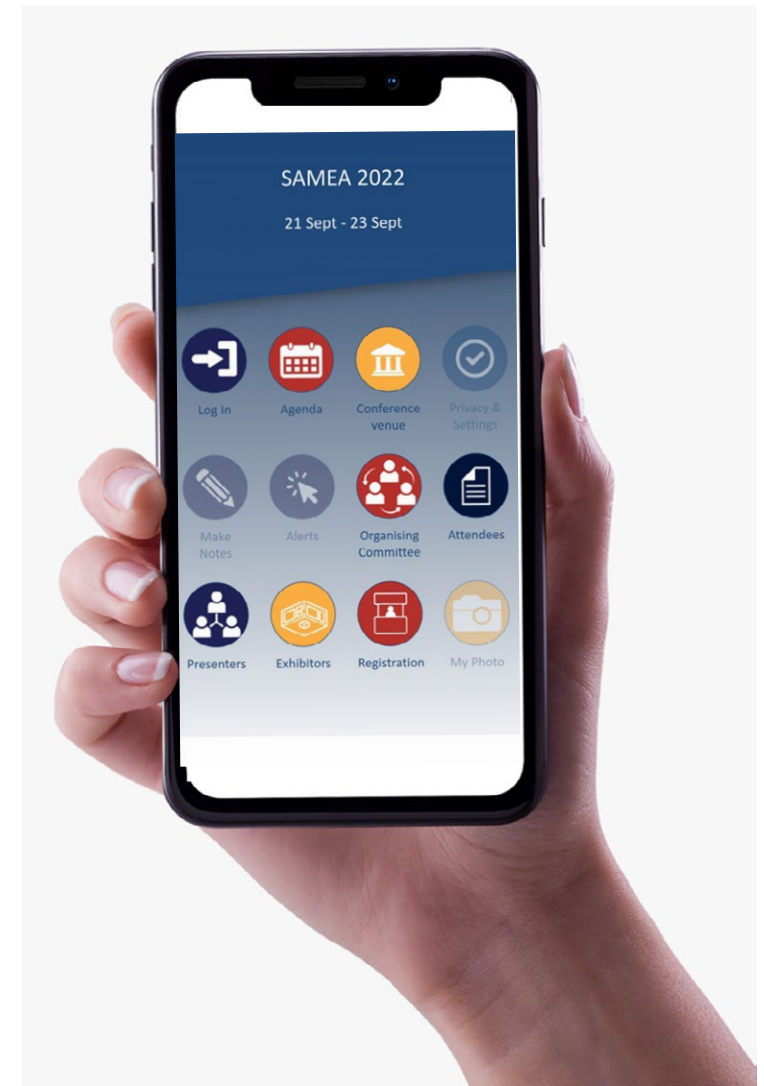 SAMEA 2022
21 Sept - 23 Sept
Log In
Agenda
Conference
venue
Privacy &
Settings
Make
Notes
Alerts
Organising
Committee
Attendees
Presenters
Exhibitors
Registration
My Photo